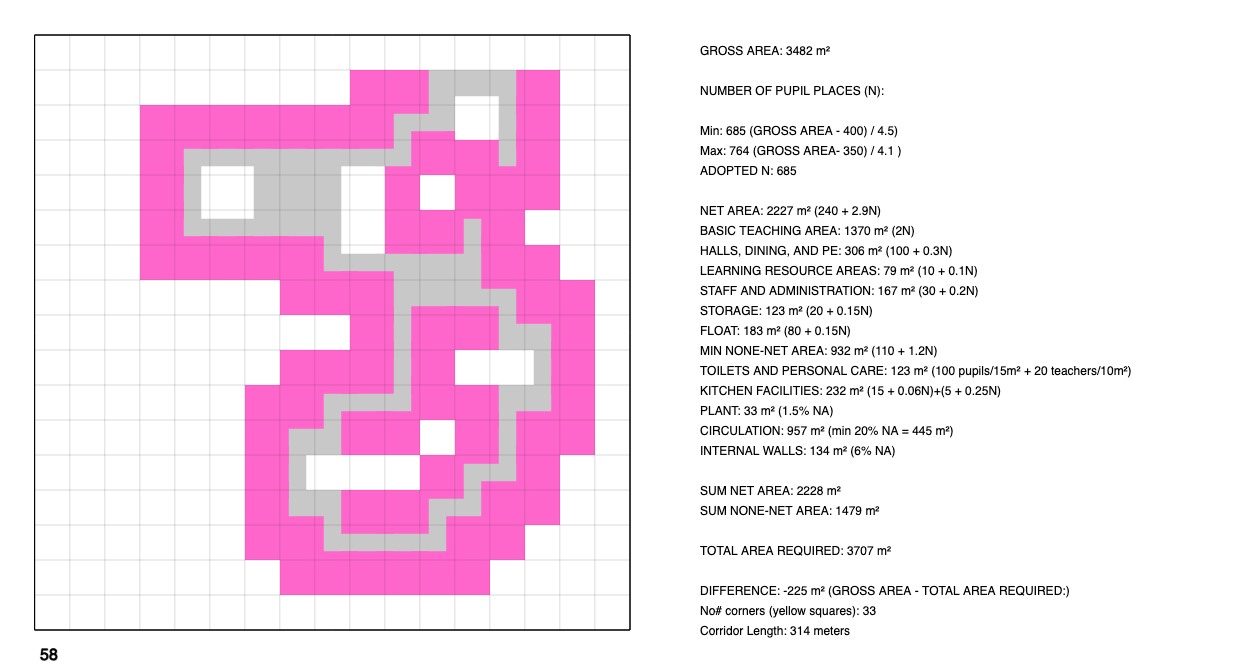 GROSS AREA: 3482 m²
NUMBER OF PUPIL PLACES (N):
Min: 685 (GROSS AREA - 400) / 4.5)
Max: 764 (GROSS AREA- 350) / 4.1 )
ADOPTED N: 685
NET AREA: 2227 m² (240 + 2.9N)
BASIC TEACHING AREA: 1370 m² (2N)
HALLS, DINING, AND PE: 306 m² (100 + 0.3N)
LEARNING RESOURCE AREAS: 79 m² (10 + 0.1N)
STAFF AND ADMINISTRATION: 167 m² (30 + 0.2N)
STORAGE: 123 m² (20 + 0.15N)
FLOAT: 183 m² (80 + 0.15N)
MIN NONE-NET AREA: 932 m² (110 + 1.2N)
TOILETS AND PERSONAL CARE: 123 m² (100 pupils/15m² + 20 teachers/10m²)
KITCHEN FACILITIES: 232 m² (15 + 0.06N)+(5 + 0.25N)
PLANT: 33 m² (1.5% NA)
CIRCULATION: 957 m² (min 20% NA = 445 m²)
INTERNAL WALLS: 134 m² (6% NA)
SUM NET AREA: 2228 m²
SUM NONE-NET AREA: 1479 m²
TOTAL AREA REQUIRED: 3707 m²
DIFFERENCE: -225 m² (GROSS AREA - TOTAL AREA REQUIRED:)
No# corners (yellow squares): 33
Corridor Length: 314 meters
58